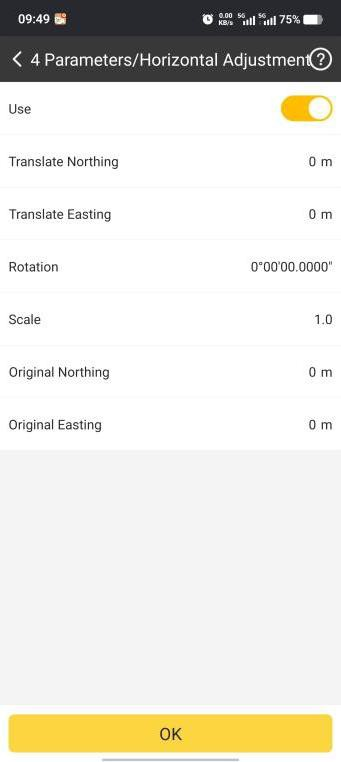 09:49 0.00 KB/s 5G 5G 75%
4 Parameters/Horizontal Adjustment ?
Use
Translate Northing 0 m
Translate Easting 0 m
Rotation 0°00'00.0000"
Scale 1.0
Original Northing 0 m
Original Easting 0 m
OK